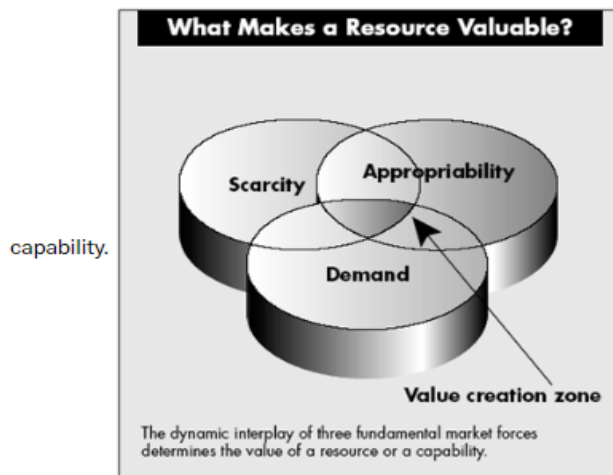 What Makes a Resource Valuable?
Scarcity
Appropriability
capability.
Demand
Value creation zone
The dynamic interplay of three fundamental market forces
determines the value of a resource or a capability.